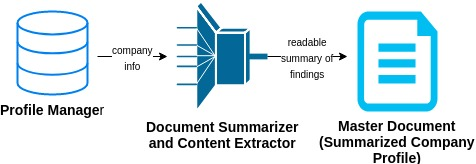 company
info
readable
summary of
findings
Profile Manager
Document Summarizer
and Content Extractor
Master Document
(Summarized Company
Profile)